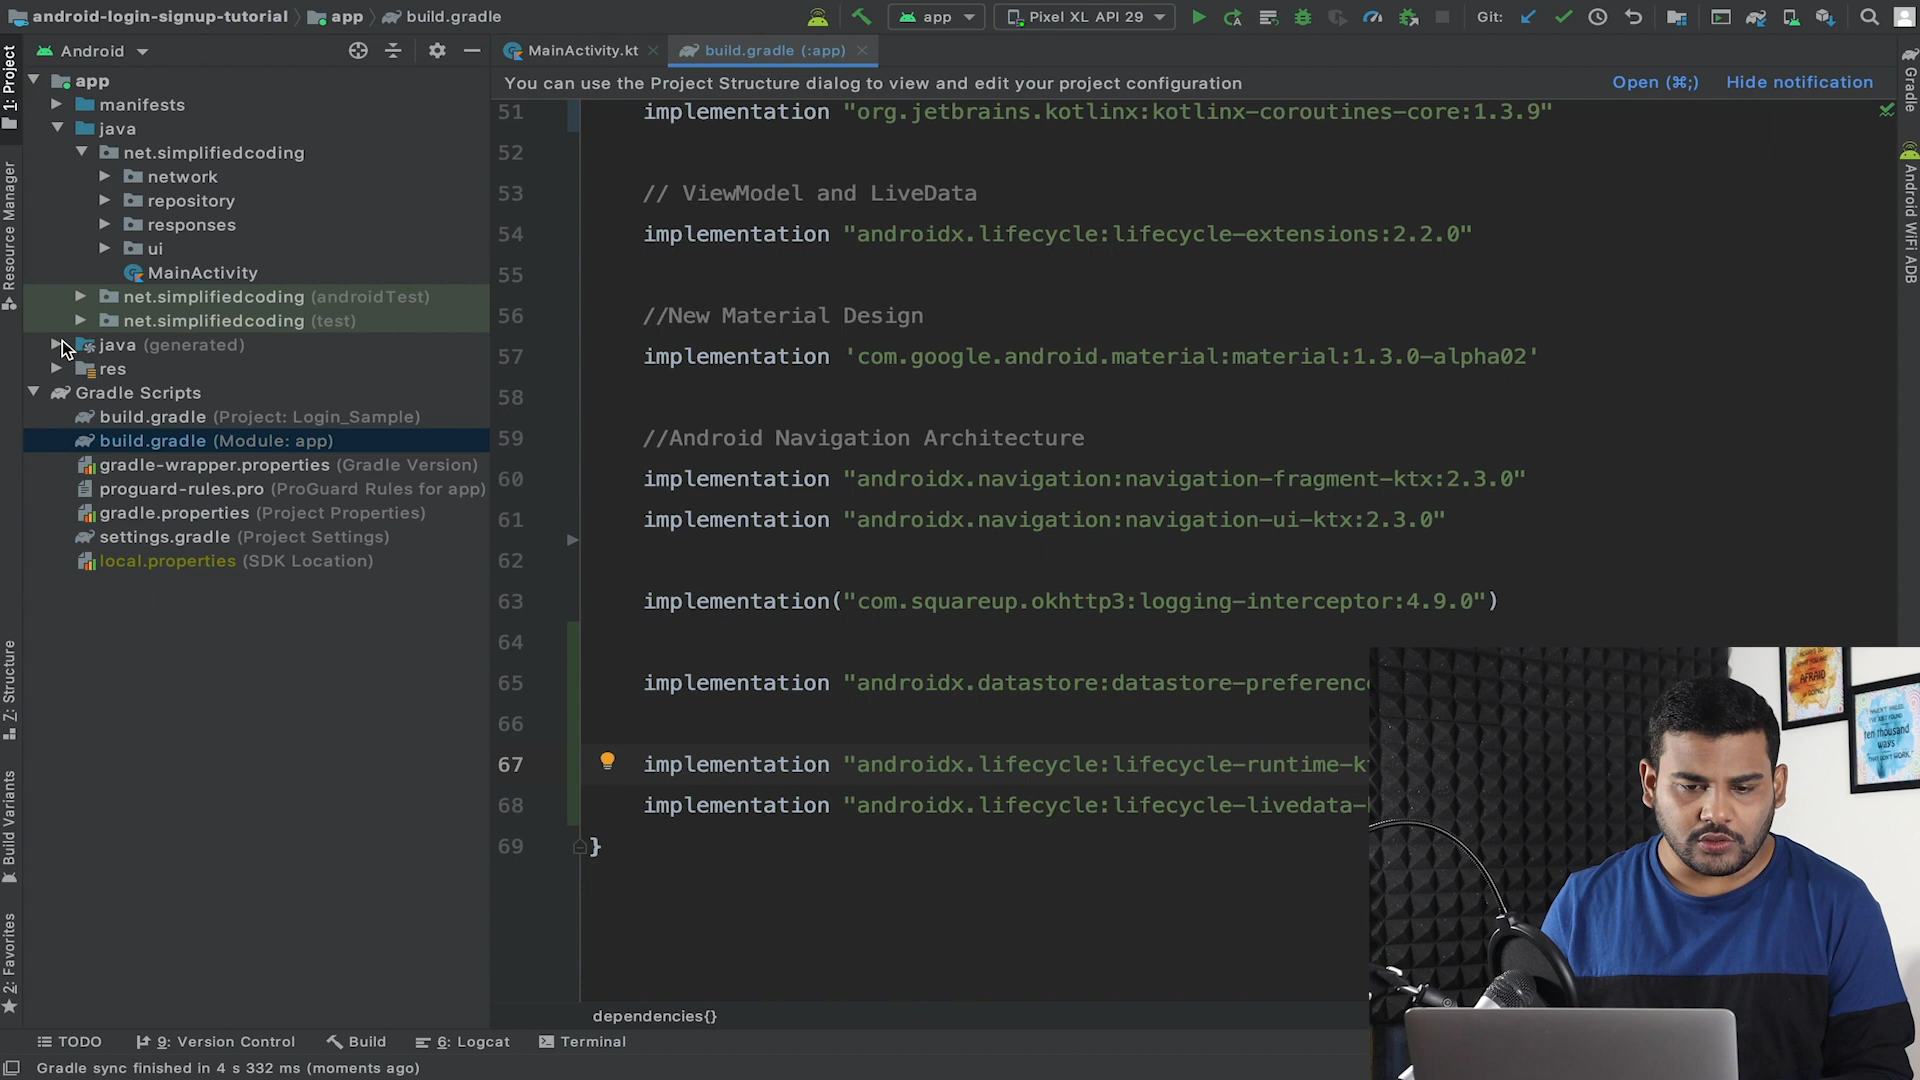 android-login-signup-tutorial
app
build.gradle
app
Pixel XL API 29
Git:
Android
MainActivity.kt
build.gradle (:app)
You can use the Project Structure dialog to view and edit your project configuration
Open (⌘;)
Hide notification
1: Project
Resource Manager
Z: Structure
Build Variants
2: Favorites
app
manifests
java
net.simplifiedcoding
network
repository
responses
ui
MainActivity
net.simplifiedcoding (androidTest)
net.simplifiedcoding (test)
java (generated)
res
Gradle Scripts
build.gradle (Project: Login_Sample)
build.gradle (Module: app)
gradle-wrapper.properties (Gradle Version)
proguard-rules.pro (ProGuard Rules for app)
gradle.properties (Project Properties)
settings.gradle (Project Settings)
local.properties (SDK Location)
51 implementation "org.jetbrains.kotlinx:kotlinx-coroutines-core:1.3.9"
52
53 // ViewModel and LiveData
54 implementation "androidx.lifecycle:lifecycle-extensions:2.2.0"
55
56 //New Material Design
57 implementation 'com.google.android.material:material:1.3.0-alpha02'
58
59 //Android Navigation Architecture
60 implementation "androidx.navigation:navigation-fragment-ktx:2.3.0"
61 implementation "androidx.navigation:navigation-ui-ktx:2.3.0"
62
63 implementation("com.squareup.okhttp3:logging-interceptor:4.9.0")
64
65 implementation "androidx.datastore:datastore-preferenc
66
67 implementation "androidx.lifecycle:lifecycle-runtime-k
68 implementation "androidx.lifecycle:lifecycle-livedata-
69 }
dependencies{}
Gradle
Android WiFi ADB
AFRAID
ten thousand
ways
TODO
9: Version Control
Build
6: Logcat
Terminal
Gradle sync finished in 4 s 332 ms (moments ago)